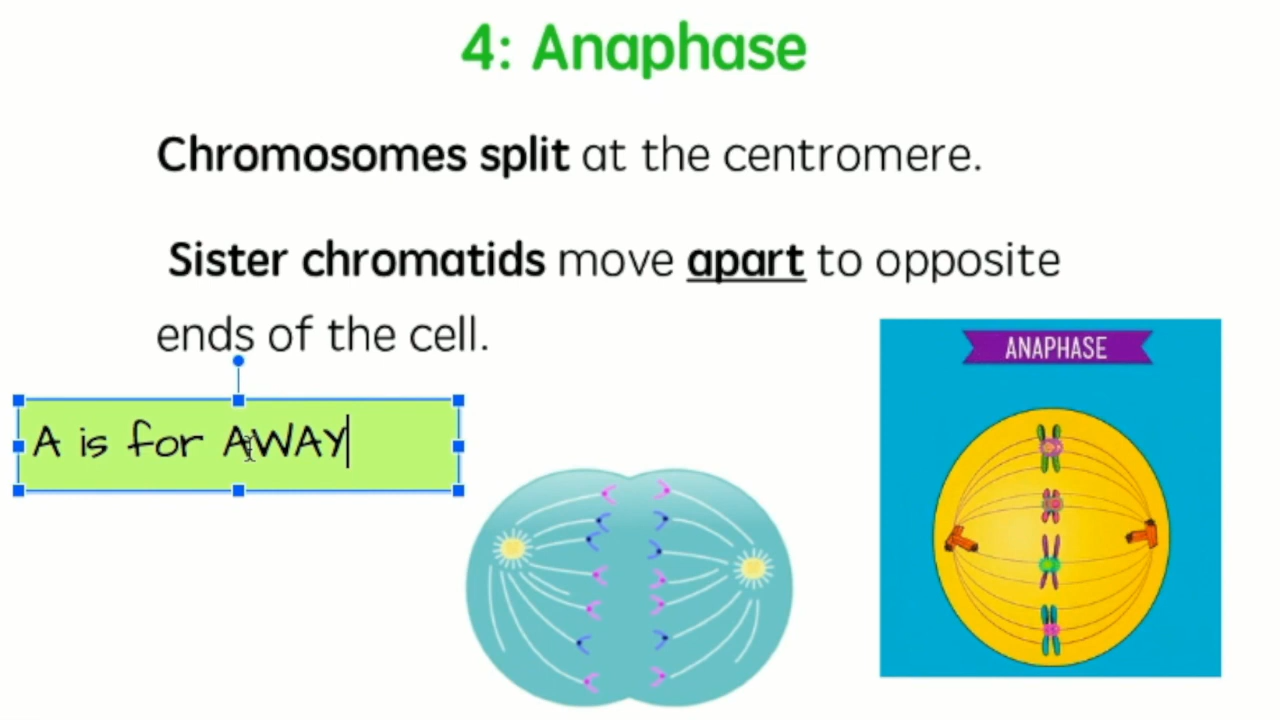 4: Anaphase
Chromosomes split at the centromere.
Sister chromatids move apart to opposite
ends of the cell.
A is for AWAY
ANAPHASE